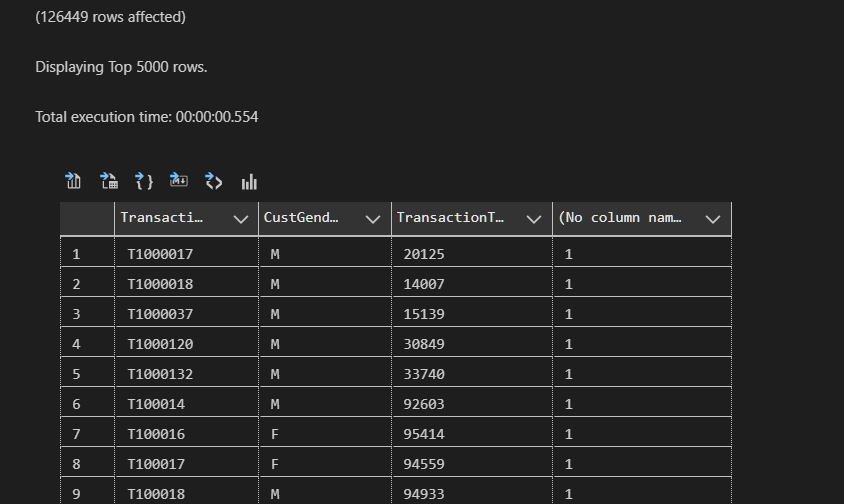 (126449 rows affected)
Displaying Top 5000 rows.
Total execution time: 00:00:00.554
M↓
Transacti… CustGend… TransactionT… (No column nam…
1 T1000017 M 20125 1
2 T1000018 M 14007 1
3 T1000037 M 15139 1
4 T1000120 M 30849 1
5 T1000132 M 33740 1
6 T100014 M 92603 1
7 T100016 F 95414 1
8 T100017 F 94559 1
9 T100018 M 94933 1